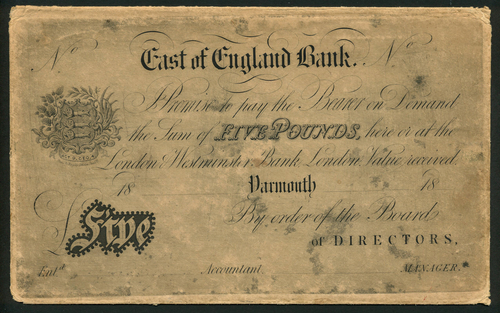 East of England Bank.
No No
I Promise to pay the Bearer on Demand
the Sum of FIVE POUNDS, here or at the
London & Westminster Bank London Value received
18 Yarmouth 18
By order of the Board
£ Five
OF DIRECTORS.
Entd Accountant MANAGER.